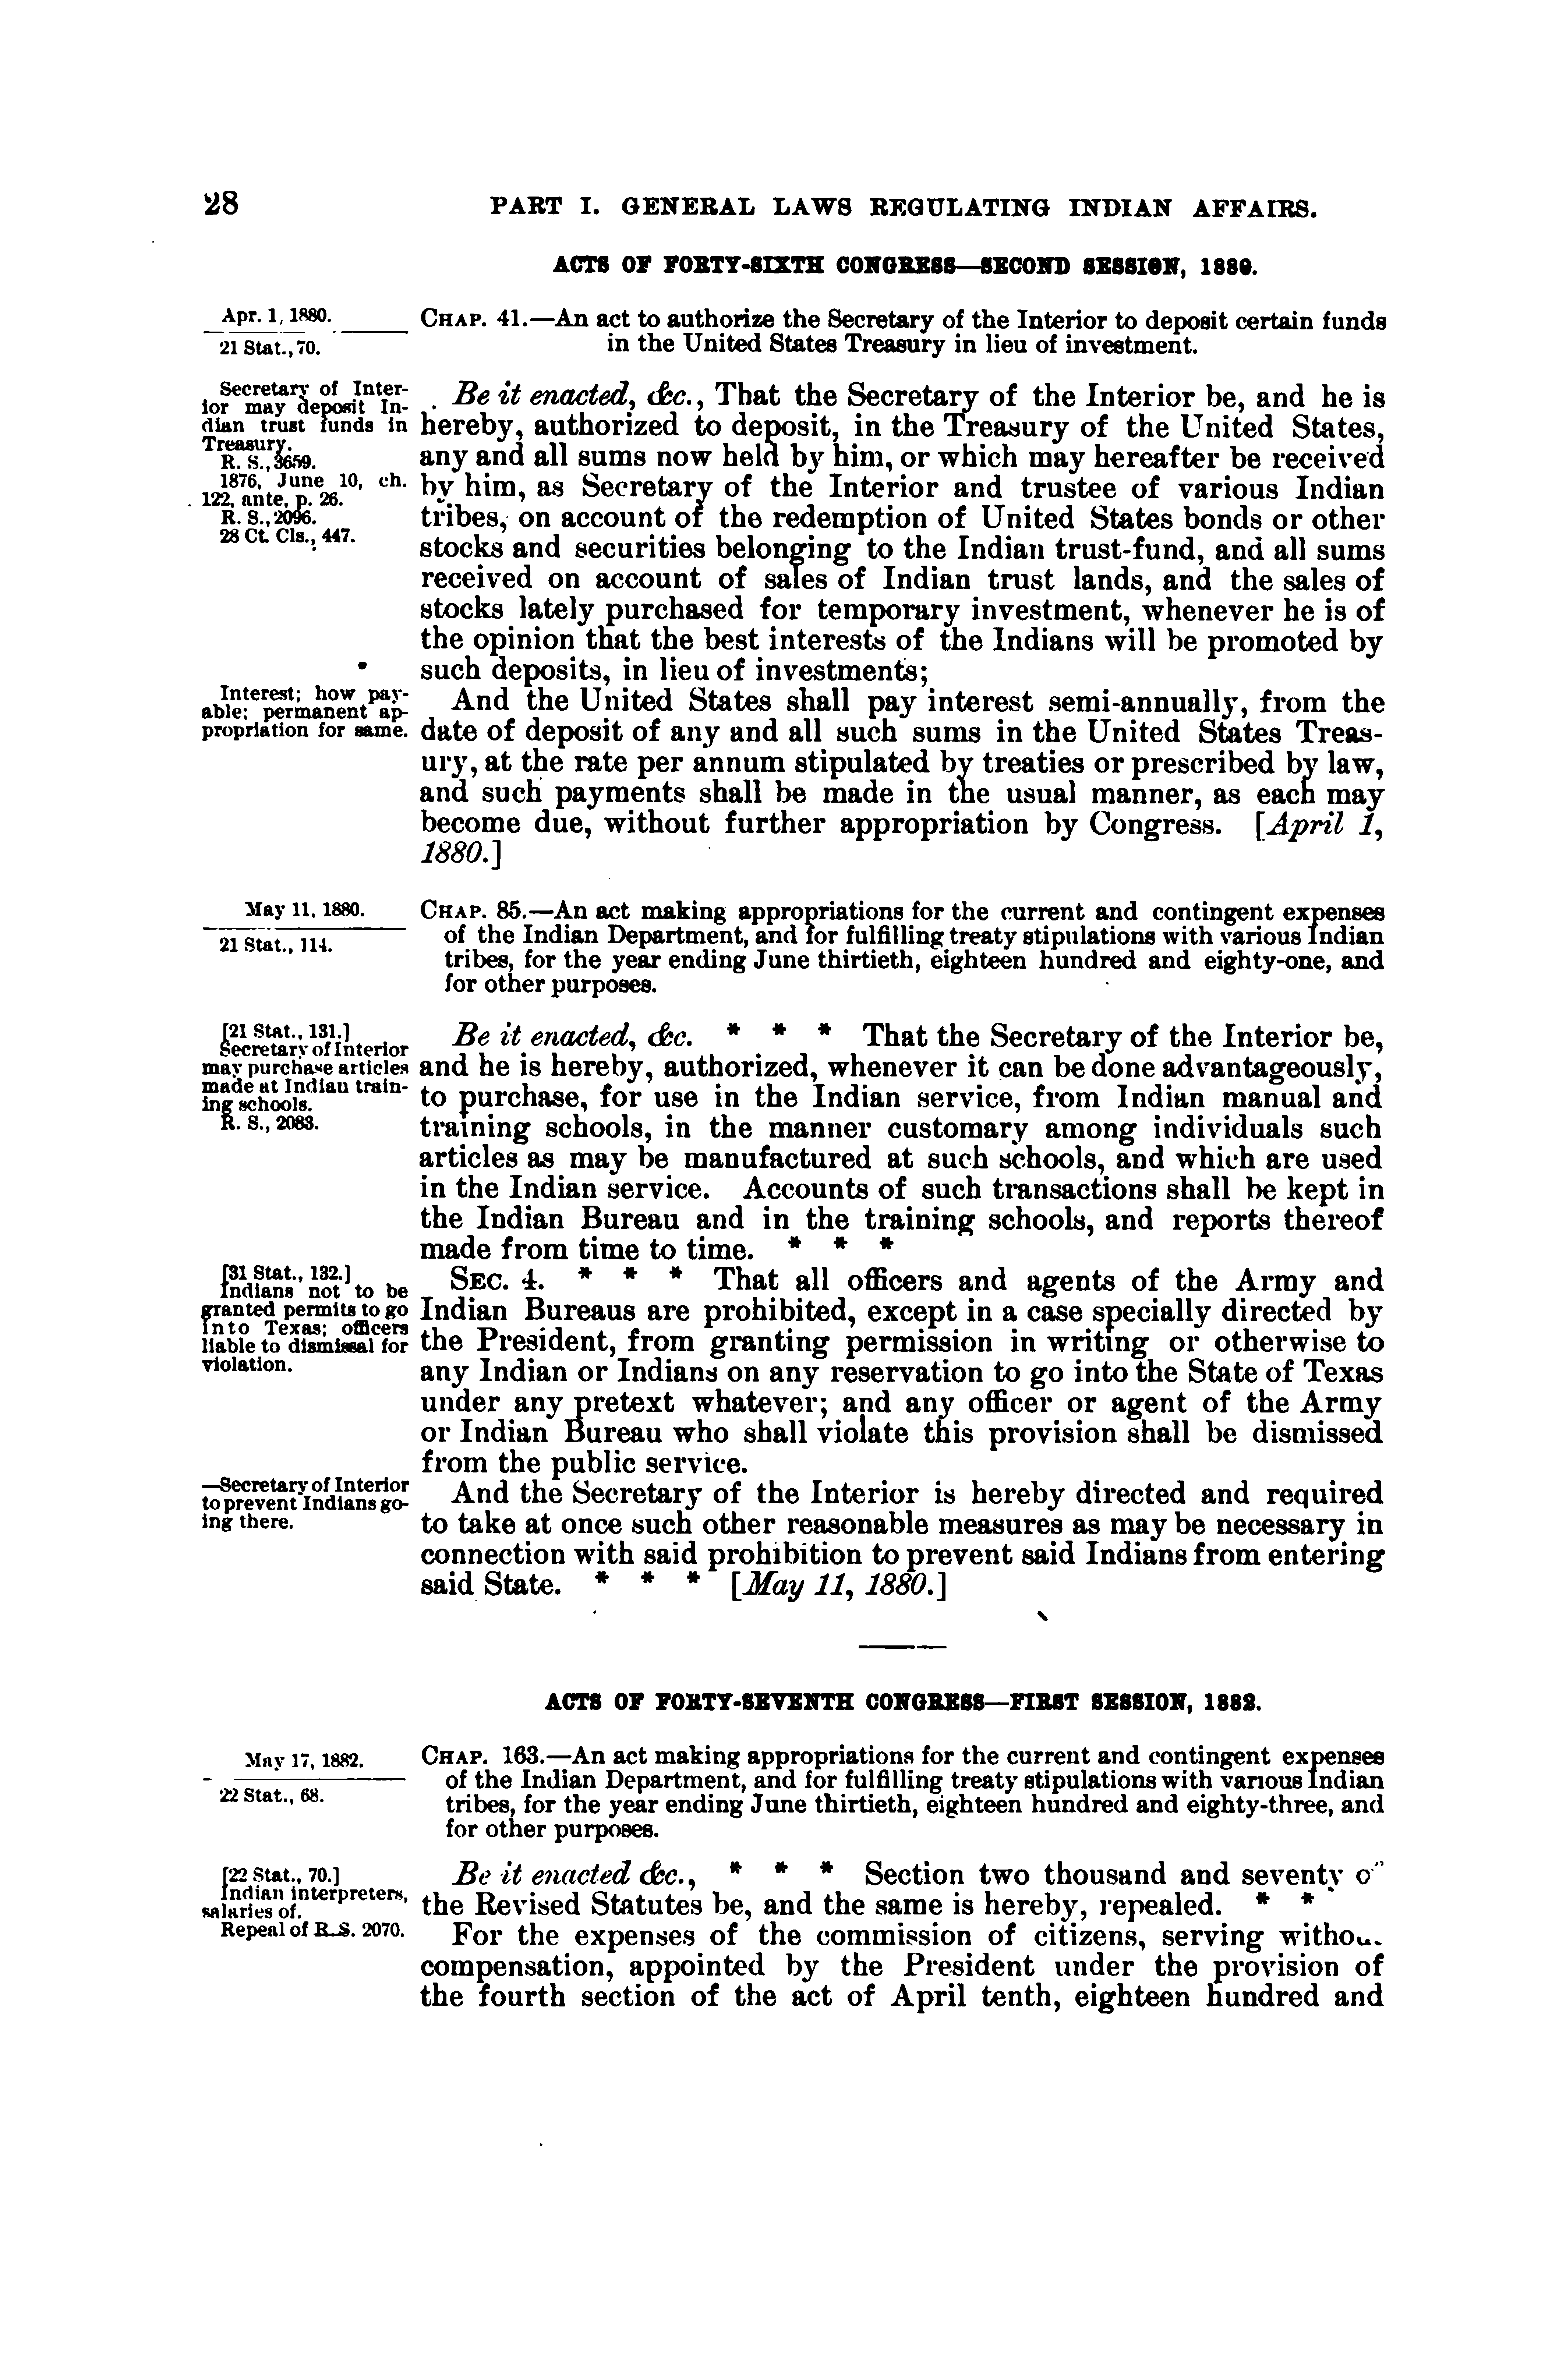 28
PART I. GENERAL LAWS REGULATING INDIAN AFFAIRS.
ACTS OF FORTY-SIXTH CONGRESS—SECOND SESSION, 1880.
Apr. 1, 1880.
21 Stat., 70.
CHAP. 41.—An act to authorize the Secretary of the Interior to deposit certain funds
in the United States Treasury in lieu of investment.
Secretary of Inter-
ior may deposit In-
dian trust funds in
Treasury.
R. S., 3659.
1876, June 10, ch.
122, ante, p. 26.
R. S., 2096.
28 Ct. Cls., 447.
Be it enacted, &c., That the Secretary of the Interior be, and he is
hereby, authorized to deposit, in the Treasury of the United States,
any and all sums now held by him, or which may hereafter be received
by him, as Secretary of the Interior and trustee of various Indian
tribes, on account of the redemption of United States bonds or other
stocks and securities belonging to the Indian trust-fund, and all sums
received on account of sales of Indian trust lands, and the sales of
stocks lately purchased for temporary investment, whenever he is of
the opinion that the best interests of the Indians will be promoted by
such deposits, in lieu of investments;
Interest; how pay-
able; permanent ap-
propriation for same.
And the United States shall pay interest semi-annually, from the
date of deposit of any and all such sums in the United States Treas-
ury, at the rate per annum stipulated by treaties or prescribed by law,
and such payments shall be made in the usual manner, as each may
become due, without further appropriation by Congress. [April 1,
1880.]
May 11, 1880.
21 Stat., 114.
CHAP. 85.—An act making appropriations for the current and contingent expenses
of the Indian Department, and for fulfilling treaty stipulations with various Indian
tribes, for the year ending June thirtieth, eighteen hundred and eighty-one, and
for other purposes.
[21 Stat., 131.]
Secretary of Interior
may purchase articles
made at Indian train-
ing schools.
R. S., 2083.
Be it enacted, &c. * * * That the Secretary of the Interior be,
and he is hereby, authorized, whenever it can be done advantageously,
to purchase, for use in the Indian service, from Indian manual and
training schools, in the manner customary among individuals such
articles as may be manufactured at such schools, and which are used
in the Indian service. Accounts of such transactions shall be kept in
the Indian Bureau and in the training schools, and reports thereof
made from time to time. * * *
[31 Stat., 132.]
Indians not to be
granted permits to go
into Texas; officers
liable to dismissal for
violation.
SEC. 4. * * * That all officers and agents of the Army and
Indian Bureaus are prohibited, except in a case specially directed by
the President, from granting permission in writing or otherwise to
any Indian or Indians on any reservation to go into the State of Texas
under any pretext whatever; and any officer or agent of the Army
or Indian Bureau who shall violate this provision shall be dismissed
from the public service.
—Secretary of Interior
to prevent Indians go-
ing there.
And the Secretary of the Interior is hereby directed and required
to take at once such other reasonable measures as may be necessary in
connection with said prohibition to prevent said Indians from entering
said State. * * * [May 11, 1880.]
ACTS OF FORTY-SEVENTH CONGRESS—FIRST SESSION, 1882.
May 17, 1882.
22 Stat., 68.
CHAP. 163.—An act making appropriations for the current and contingent expenses
of the Indian Department, and for fulfilling treaty stipulations with various Indian
tribes, for the year ending June thirtieth, eighteen hundred and eighty-three, and
for other purposes.
[22 Stat., 70.]
Indian interpreters,
salaries of.
Repeal of R. S. 2070.
Be it enacted &c., * * * Section two thousand and seventy
the Revised Statutes be, and the same is hereby, repealed. * *
For the expenses of the commission of citizens, serving
compensation, appointed by the President under the provision of
the fourth section of the act of April tenth, eighteen hundred and